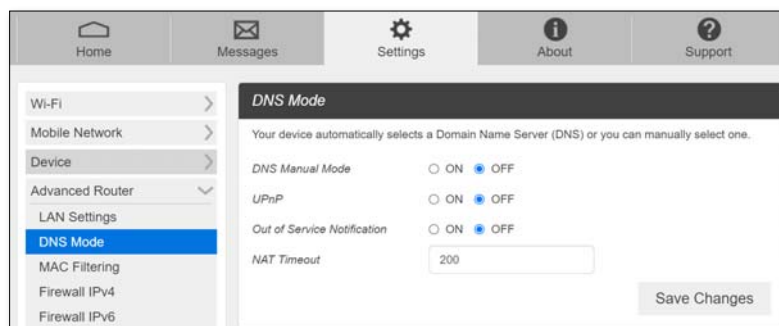 Home
Messages
Settings
About
Support
Wi-Fi
Mobile Network
Device
Advanced Router
LAN Settings
DNS Mode
MAC Filtering
Firewall IPv4
Firewall IPv6
DNS Mode
Your device automatically selects a Domain Name Server (DNS) or you can manually select one.
DNS Manual Mode ON OFF
UPnP ON OFF
Out of Service Notification ON OFF
NAT Timeout 200
Save Changes